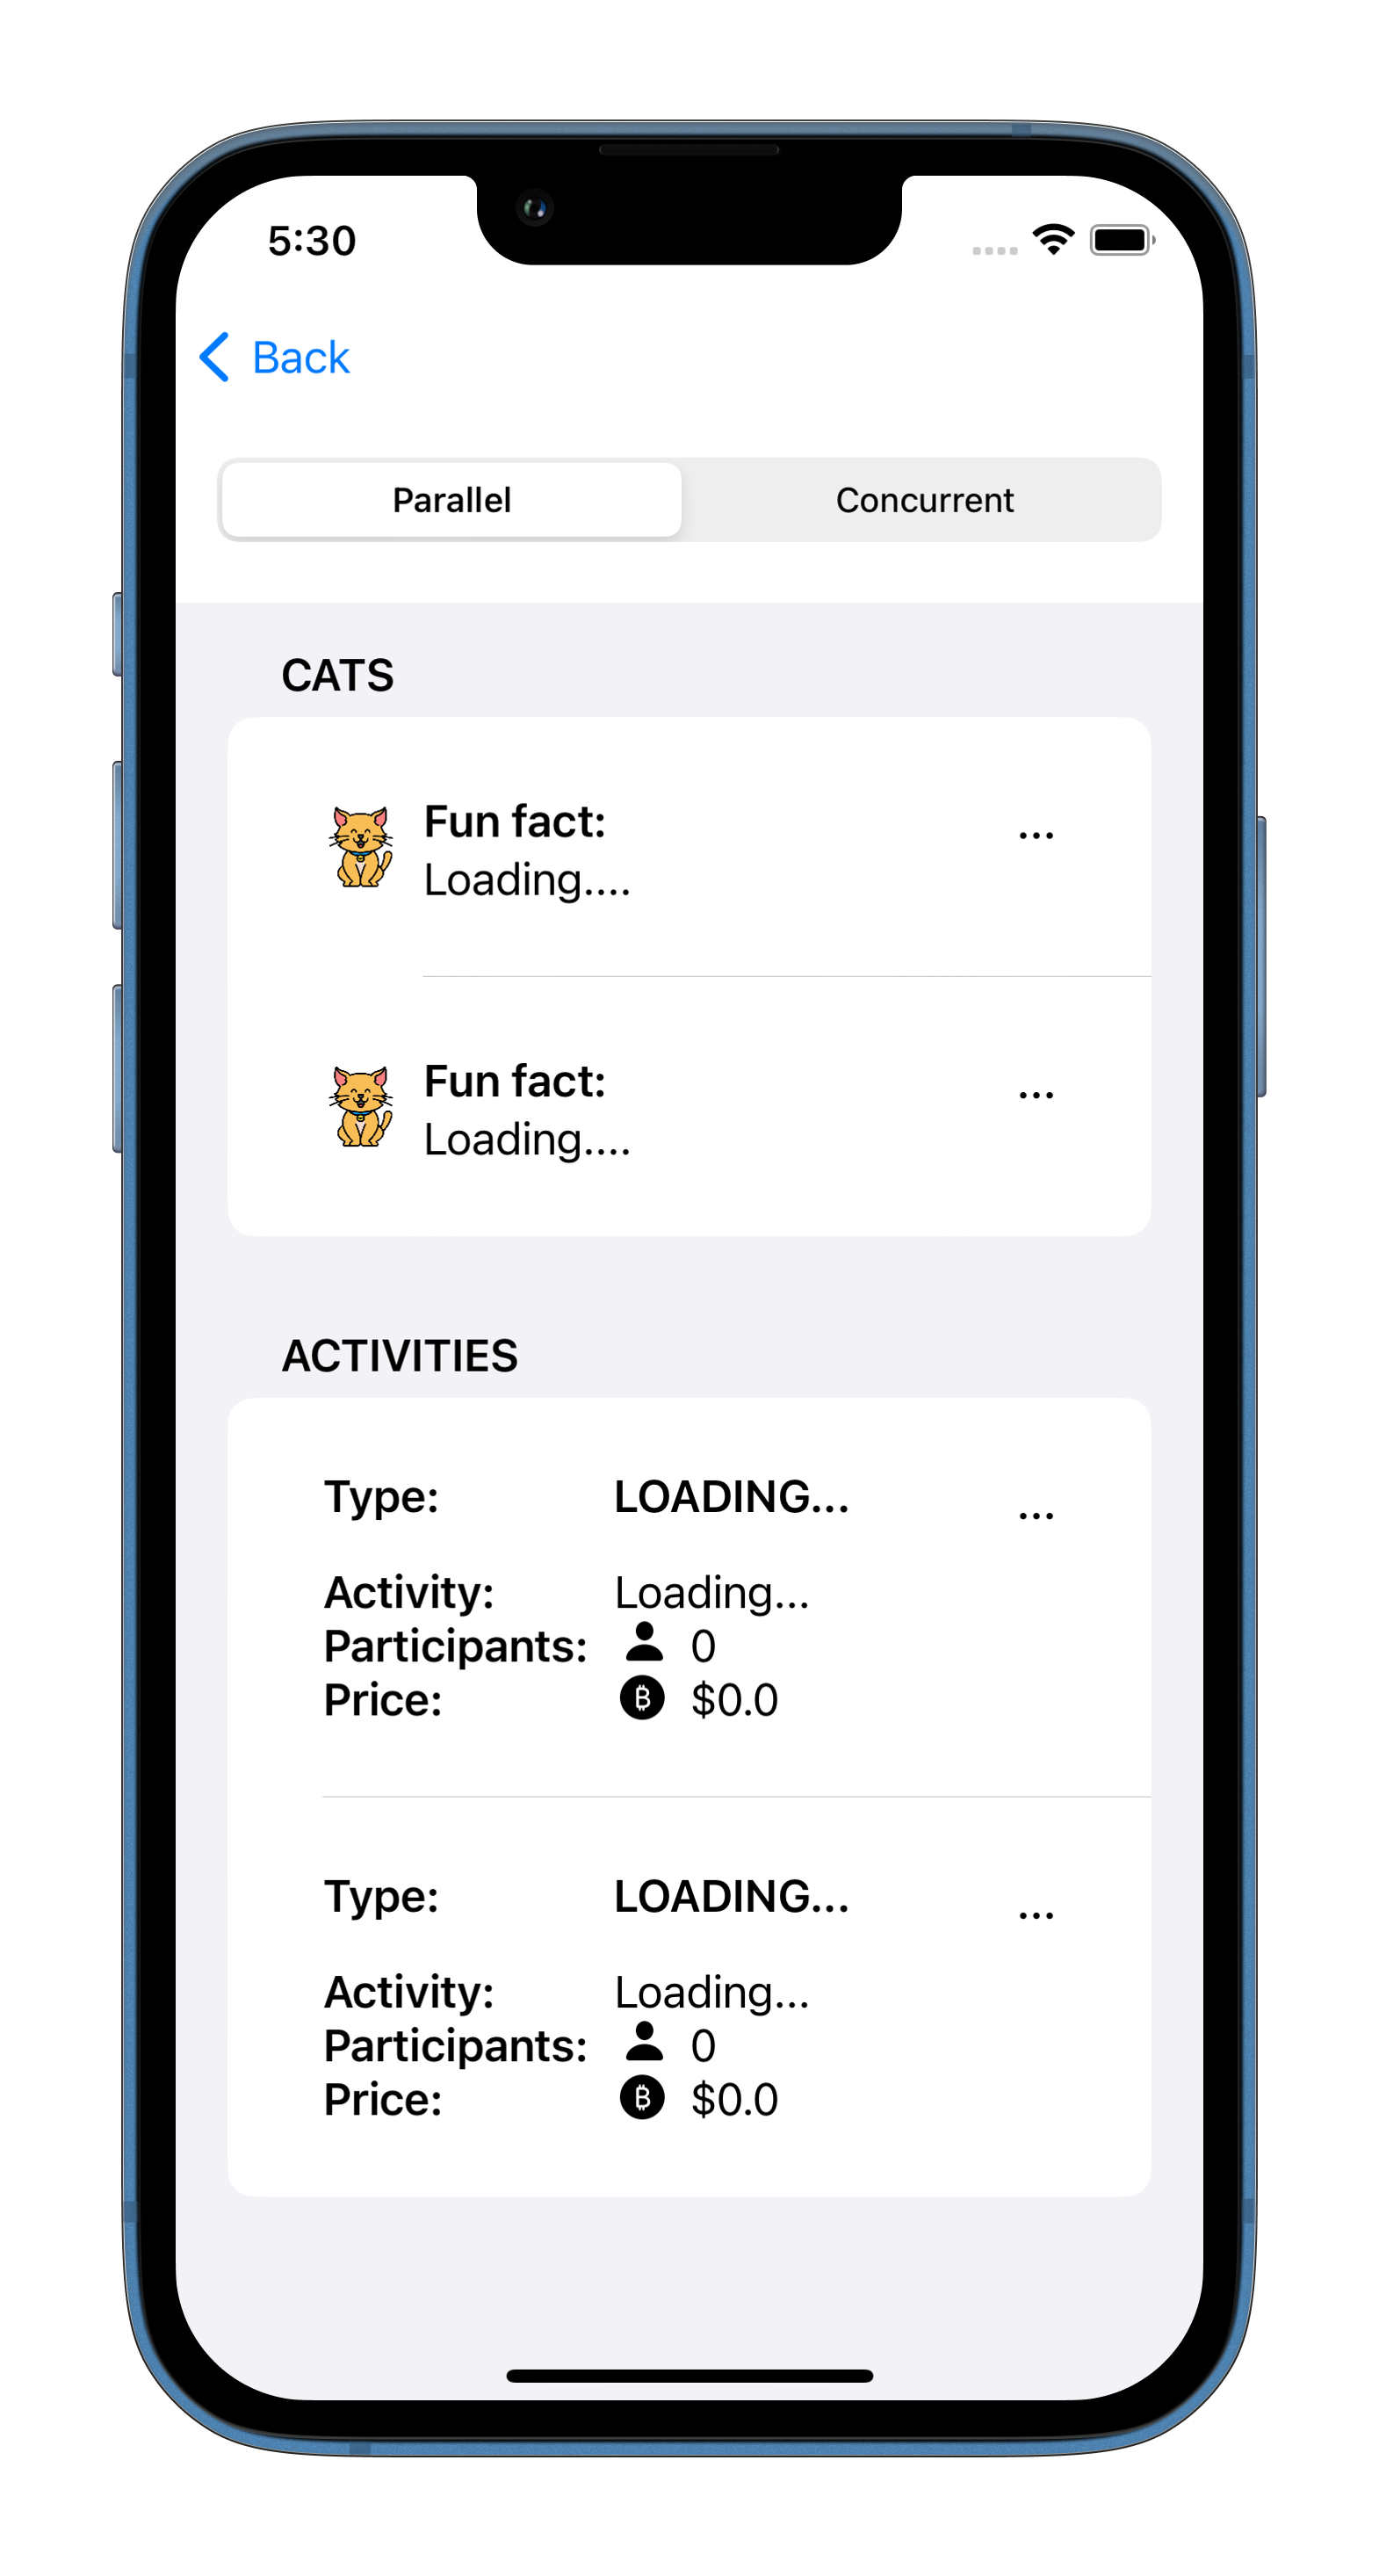 5:30
Back
Parallel Concurrent
CATS
Fun fact: ...
Loading....
Fun fact: ...
Loading....
ACTIVITIES
Type: LOADING... ...
Activity: Loading...
Participants: 0
Price: $0.0
Type: LOADING... ...
Activity: Loading...
Participants: 0
Price: $0.0